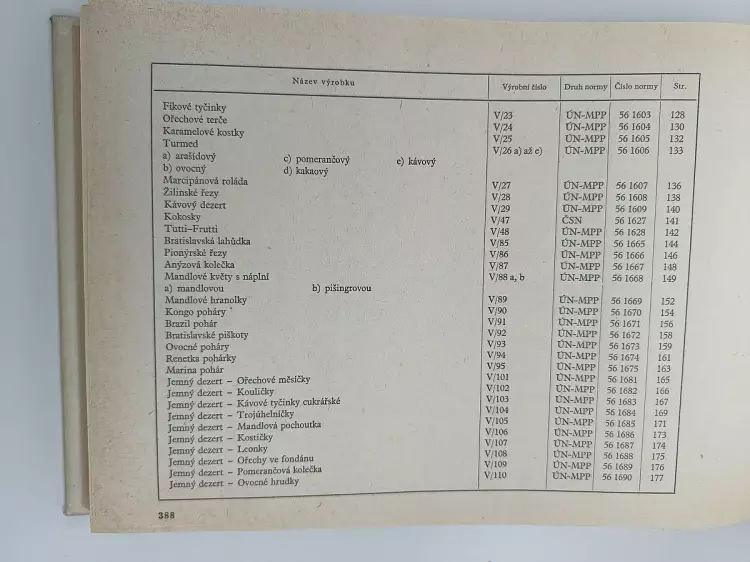 Název výrobku Výrobní číslo Druh normy Číslo normy Str.
Fíkové tyčinky V/23 ÚN-MPP 56 1603 128
Ořechové terče V/24 ÚN-MPP 56 1604 130
Karamelové kostky V/25 ÚN-MPP 56 1605 132
Turmed V/26 a) až e) ÚN-MPP 56 1606 133
a) arašídový c) pomerančový e) kávový
b) ovocný d) kakaový
Marcipánová roláda V/27 ÚN-MPP 56 1607 136
Žilinské řezy V/28 ÚN-MPP 56 1608 138
Kávový dezert V/29 ÚN-MPP 56 1609 140
Kokosky V/47 ČSN 56 1627 141
Tutti-Frutti V/48 ÚN-MPP 56 1628 142
Bratislavská lahůdka V/85 ÚN-MPP 56 1665 144
Pionýrské řezy V/86 ÚN-MPP 56 1666 146
Anýzová kolečka V/87 ÚN-MPP 56 1667 148
Mandlové květy s náplní V/88 a, b ÚN-MPP 56 1668 149
a) mandlovou b) pišingrovou
Mandlové hranolky V/89 ÚN-MPP 56 1669 152
Kongo poháry V/90 ÚN-MPP 56 1670 154
Brazil pohár V/91 ÚN-MPP 56 1671 156
Bratislavské piškoty V/92 ÚN-MPP 56 1672 158
Ovocné poháry V/93 ÚN-MPP 56 1673 159
Renetka pohárky V/94 ÚN-MPP 56 1674 161
Marina pohár V/95 ÚN-MPP 56 1675 163
Jemný dezert – Ořechové měsíčky V/101 ÚN-MPP 56 1681 165
Jemný dezert – Kouličky V/102 ÚN-MPP 56 1682 166
Jemný dezert – Kávové tyčinky cukrářské V/103 ÚN-MPP 56 1683 167
Jemný dezert – Trojúhelníčky V/104 ÚN-MPP 56 1684 169
Jemný dezert – Mandlová pochoutka V/105 ÚN-MPP 56 1685 171
Jemný dezert – Kostičky V/106 ÚN-MPP 56 1686 173
Jemný dezert – Leonky V/107 ÚN-MPP 56 1687 174
Jemný dezert – Ořechy ve fondánu V/108 ÚN-MPP 56 1688 175
Jemný dezert – Pomerančová kolečka V/109 ÚN-MPP 56 1689 176
Jemný dezert – Ovocné hrudky V/110 ÚN-MPP 56 1690 177
388